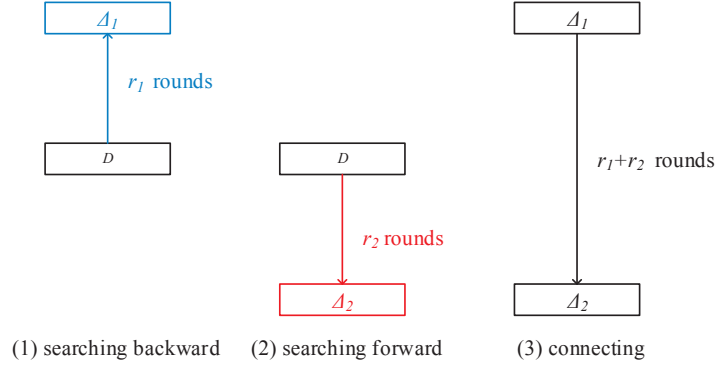 Δ1
Δ1
r1 rounds
D
D
r1+r2 rounds
r2 rounds
Δ2
Δ2
(1) searching backward
(2) searching forward
(3) connecting